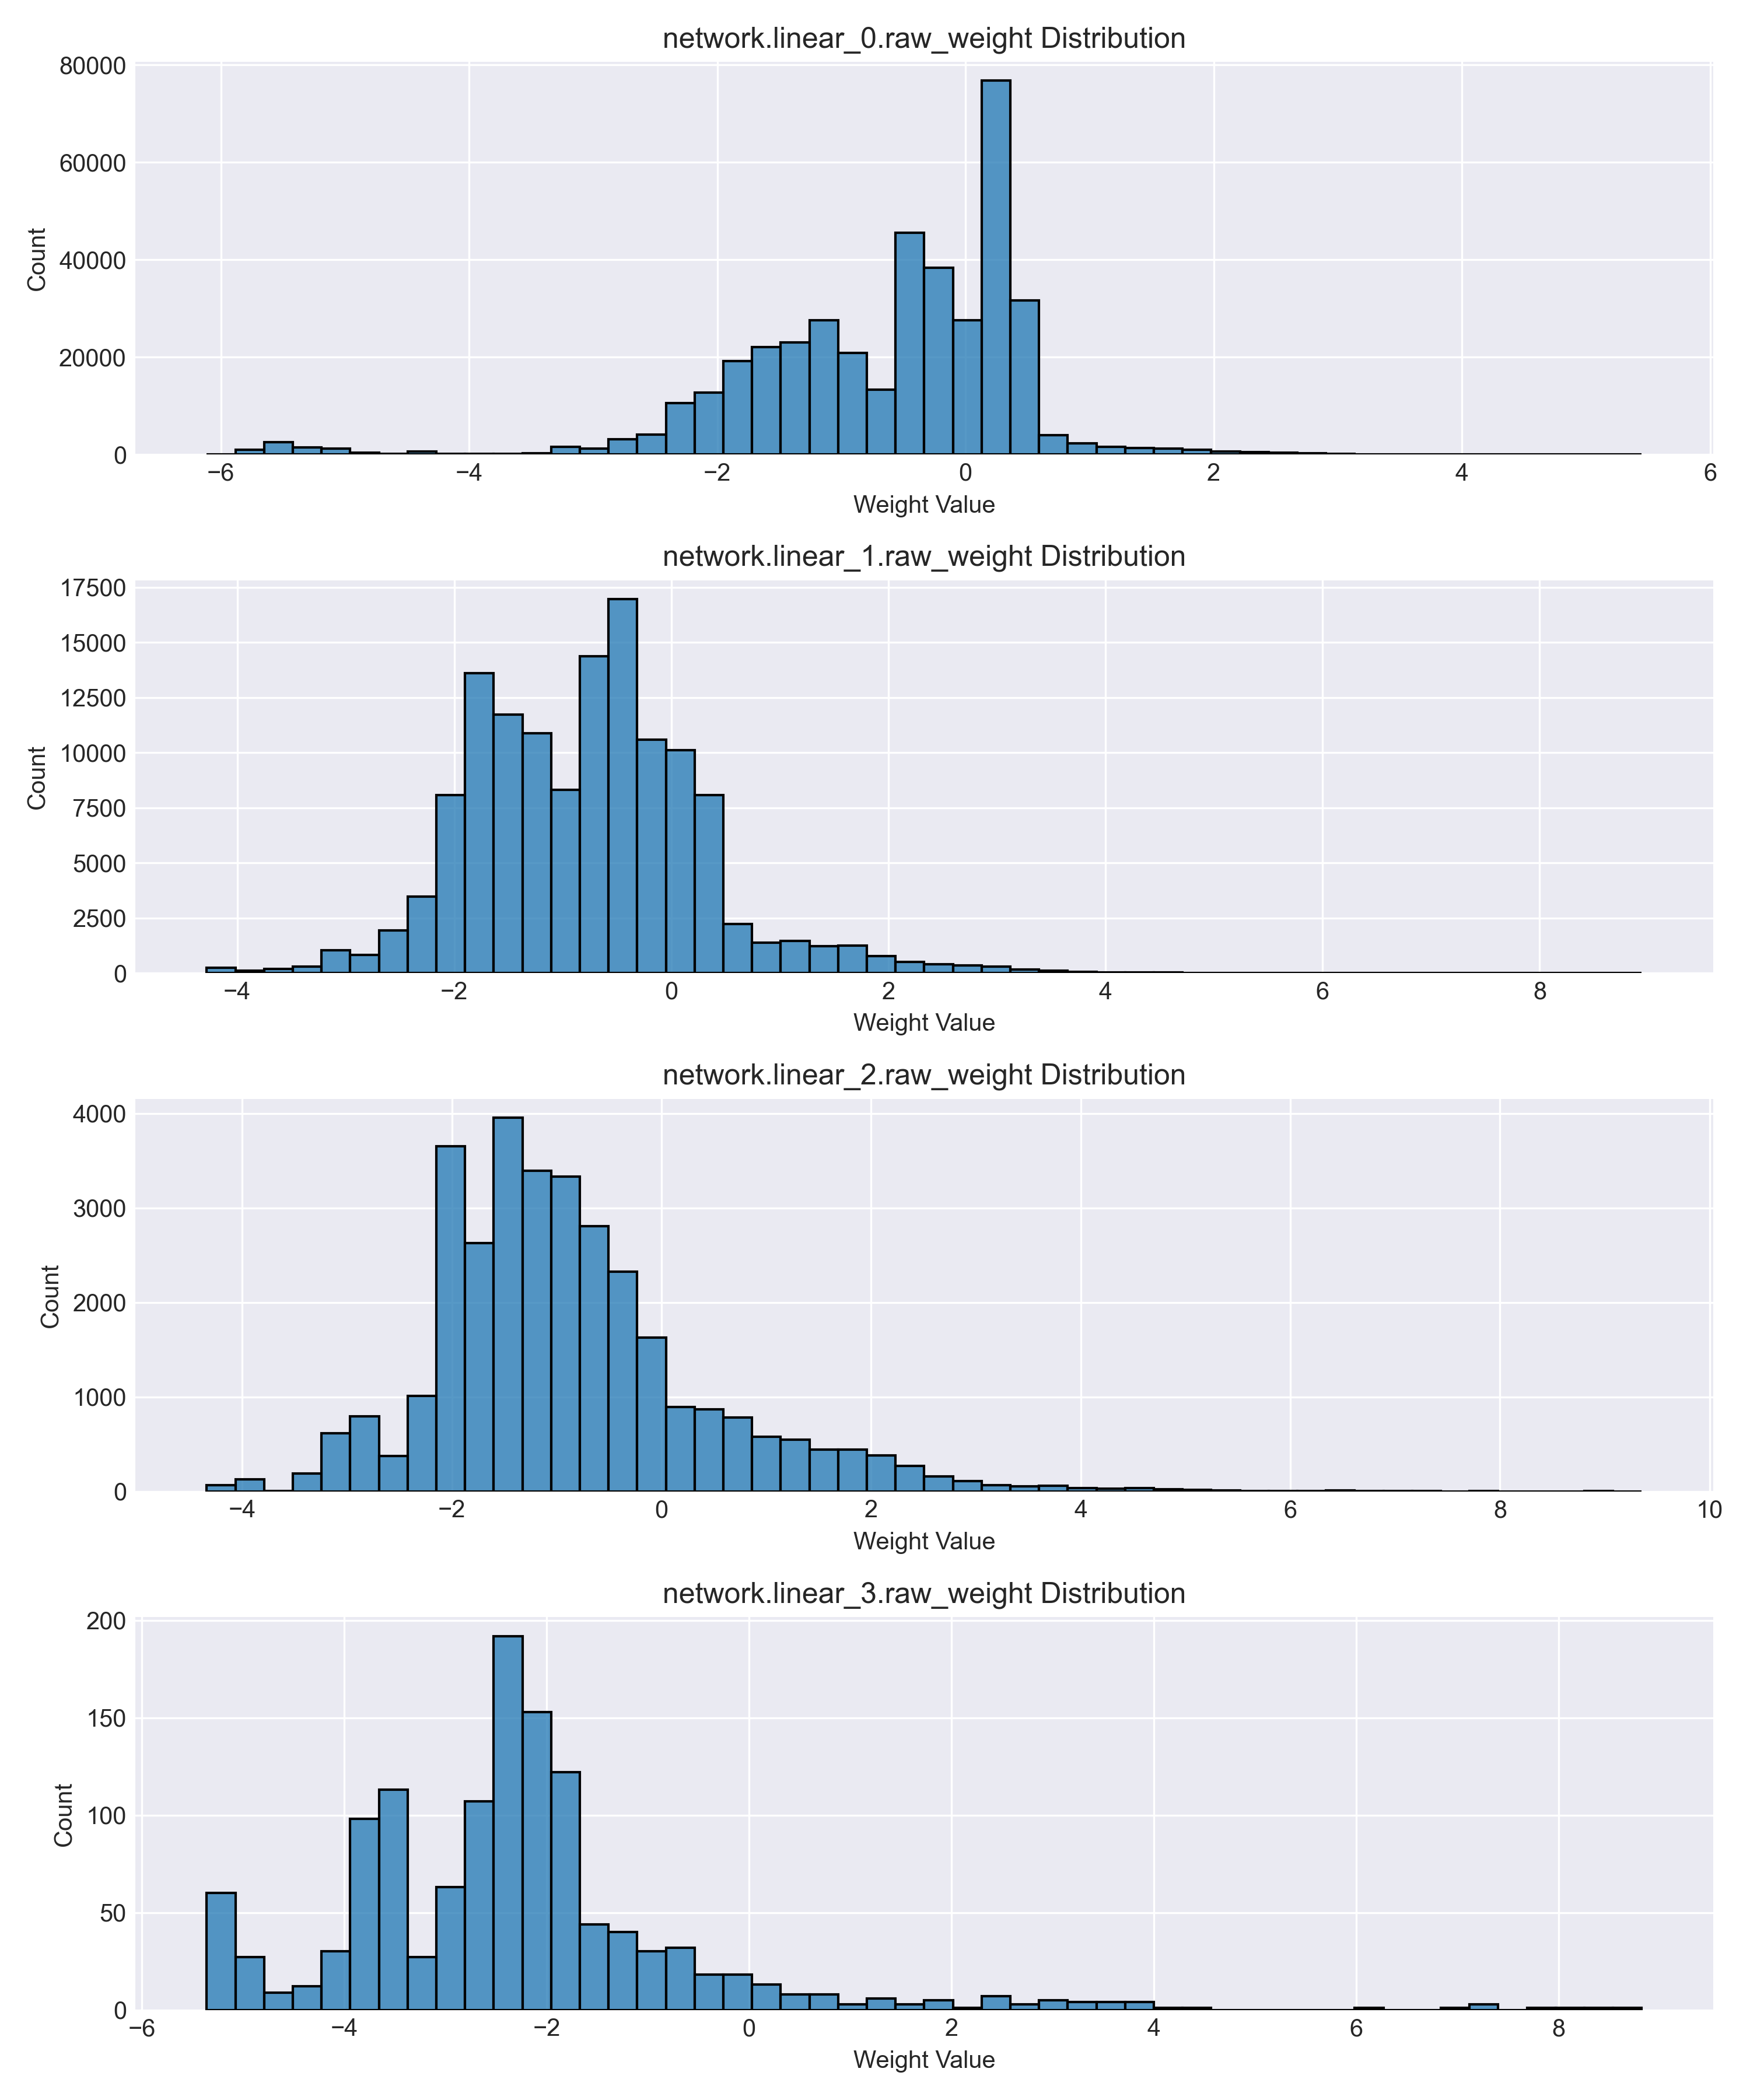 network.linear_0.raw_weight Distribution
80000
60000
40000
20000
0
Count
−6 −4 −2 0 2 4 6
Weight Value
network.linear_1.raw_weight Distribution
17500
15000
12500
10000
7500
5000
2500
0
Count
−4 −2 0 2 4 6 8
Weight Value
network.linear_2.raw_weight Distribution
4000
3000
2000
1000
0
Count
−4 −2 0 2 4 6 8 10
Weight Value
network.linear_3.raw_weight Distribution
200
150
100
50
0
Count
−6 −4 −2 0 2 4 6 8
Weight Value